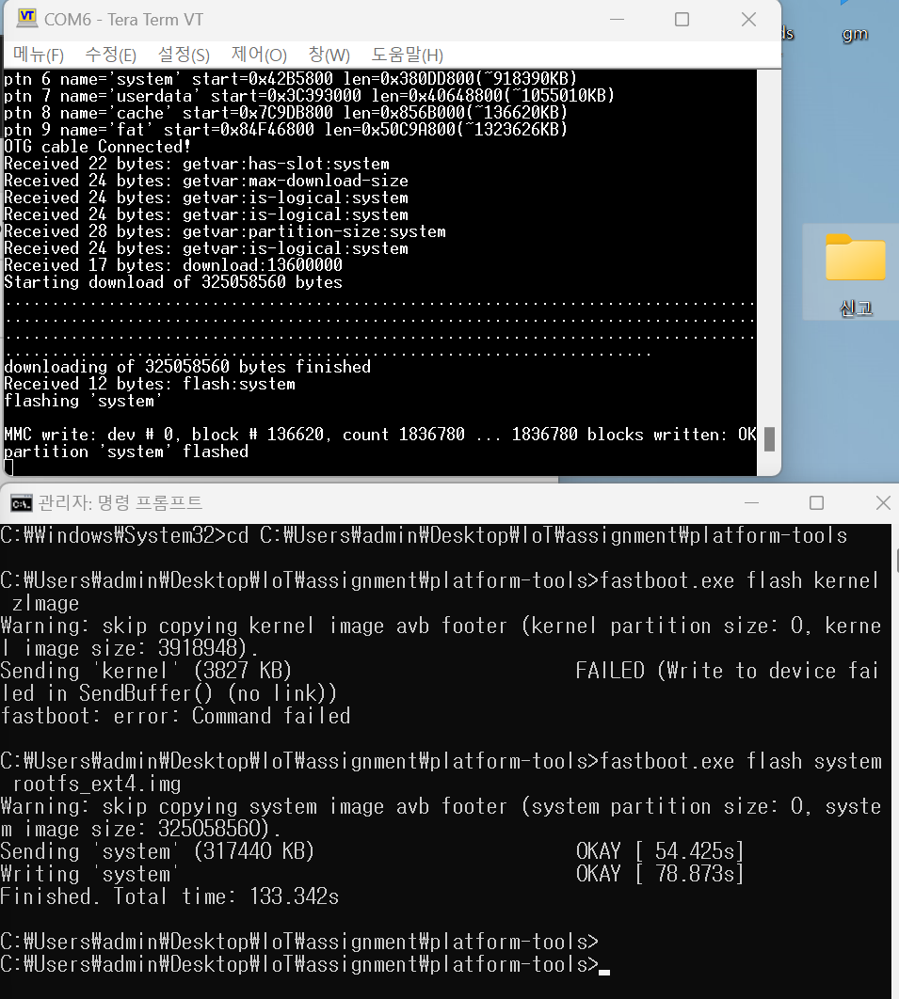 COM6 - Tera Term VT
메뉴(F) 수정(E) 설정(S) 제어(O) 창(W) 도움말(H)
ptn 6 name='system' start=0x42B5800 len=0x380DD800(~918390KB)
ptn 7 name='userdata' start=0x3C393000 len=0x40648800(~1055010KB)
ptn 8 name='cache' start=0x7C9DB800 len=0x856B000(~136620KB)
ptn 9 name='fat' start=0x84F46800 len=0x50C9A800(~1323626KB)
OTG cable Connected!
Received 22 bytes: getvar:has-slot:system
Received 24 bytes: getvar:max-download-size
Received 24 bytes: getvar:is-logical:system
Received 24 bytes: getvar:is-logical:system
Received 28 bytes: getvar:partition-size:system
Received 24 bytes: getvar:is-logical:system
Received 17 bytes: download:13600000
Starting download of 325058560 bytes
................................................................................
................................................................................
................................................................................
.....................................................................
downloading of 325058560 bytes finished
Received 12 bytes: flash:system
flashing 'system'
MMC write: dev # 0, block # 136620, count 1836780 ... 1836780 blocks written: OK
partition 'system' flashed
ds
gm
신고
관리자: 명령 프롬프트
C:₩Windows₩System32>cd C:₩Users₩admin₩Desktop₩IoT₩assignment₩platform-tools
C:₩Users₩admin₩Desktop₩IoT₩assignment₩platform-tools>fastboot.exe flash kernel
zImage
Warning: skip copying kernel image avb footer (kernel partition size: 0, kerne
l image size: 3918948).
Sending 'kernel' (3827 KB) FAILED (Write to device fai
led in SendBuffer() (no link))
fastboot: error: Command failed
C:₩Users₩admin₩Desktop₩IoT₩assignment₩platform-tools>fastboot.exe flash system
rootfs_ext4.img
Warning: skip copying system image avb footer (system partition size: 0, syste
m image size: 325058560).
Sending 'system' (317440 KB) OKAY [ 54.425s]
Writing 'system' OKAY [ 78.873s]
Finished. Total time: 133.342s
C:₩Users₩admin₩Desktop₩IoT₩assignment₩platform-tools>
C:₩Users₩admin₩Desktop₩IoT₩assignment₩platform-tools>